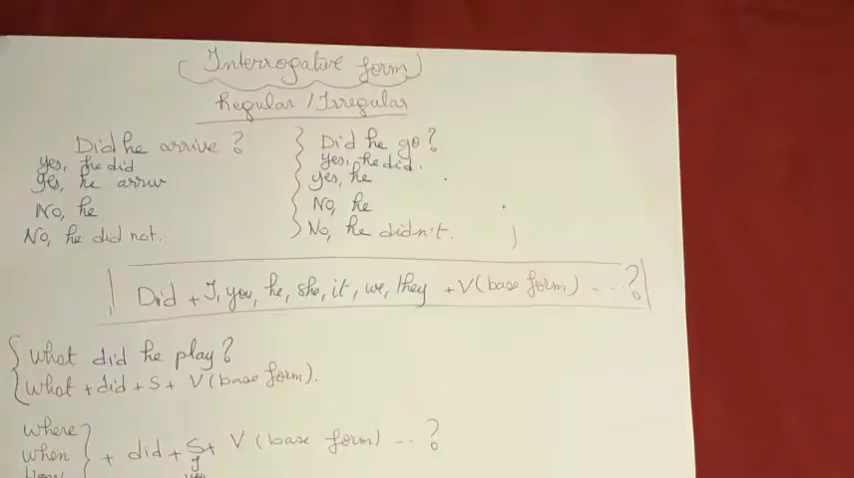 Interrogative form
Regular / Irregular
Did he arrive ?
yes, he did
yes, he
No, he
No, he did not.
Did he go ?
yes, he did.
yes, he
No, he
No, he didn't.
Did + I, you, he, she, it, we, they + V (base form) ... ?
What did he play ?
What + did + S + V (base form).
where
when
How
+ did + S + V (base form) ... ?
I
you